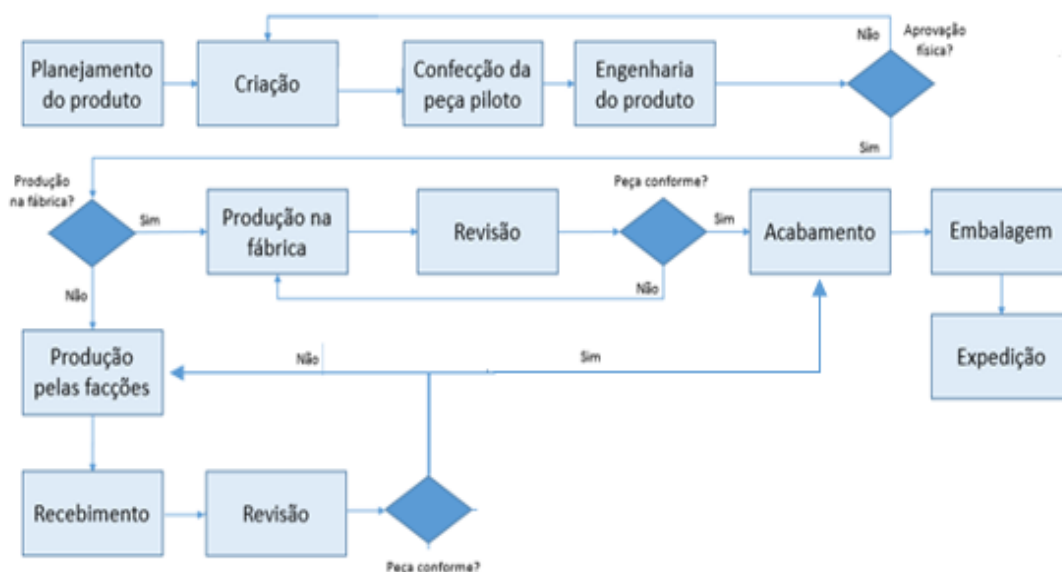 Não
Aprovação
física?
Planejamento
do produto
Criação
Confecção da
peça piloto
Engenharia
do produto
Sim
Produção
na fábrica?
Peça conforme?
Sim
Produção na
fábrica
Revisão
Sim
Acabamento
Embalagem
Não
Não
Produção
pelas facções
Não
Sim
Expedição
Recebimento
Revisão
Peça conforme?